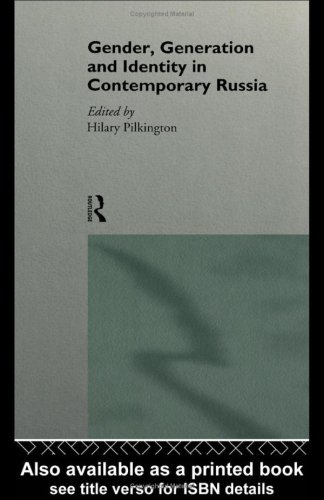 Gender, Generation
and Identity in
Contemporary Russia
Edited by
Hilary Pilkington
ROUTLEDGE
Also available as a printed book
see title verso for ISBN details